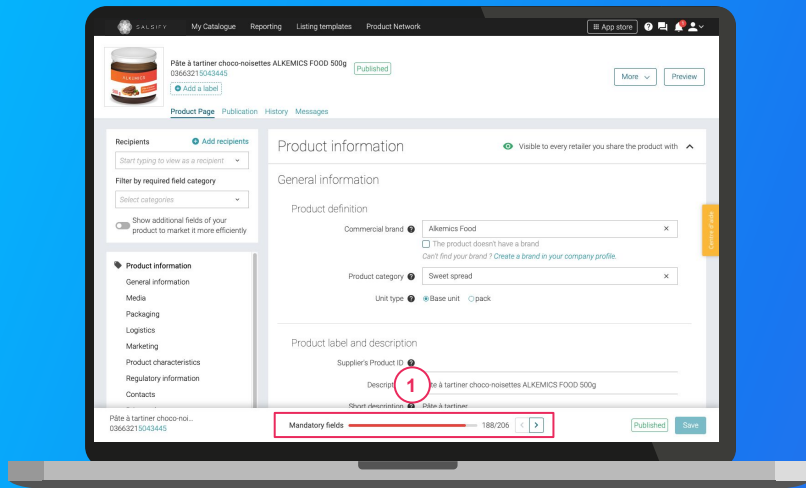 SALSIFY My Catalogue Reporting Listing templates Product Network App store
Pâte à tartiner choco-noisettes ALKEMICS FOOD 500g Published
03663215043445
Add a label
More Preview
Product Page Publication History Messages
ALKEMICS
Recipients Add recipients
Start typing to view as a recipient
Filter by required field category
Select categories
Show additional fields of your
product to market it more efficiently
Product information
General information
Media
Packaging
Logistics
Marketing
Product characteristics
Regulatory information
Contacts
Product information Visible to every retailer you share the product with
General information
Product definition
Commercial brand Alkemics Food
The product doesn't have a brand
Can't find your brand ? Create a brand in your company profile.
Product category Sweet spread
Unit type Base unit pack
Centre d'aide
Product label and description
Supplier's Product ID
Descript 1 te à tartiner choco-noisettes ALKEMICS FOOD 500g
Short description Pâte à tartiner
Pâte à tartiner choco-noi...
03663215043445
Mandatory fields 188/206 Published Save